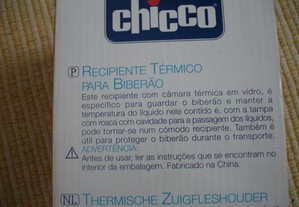 chicco
P RECIPIENTE TÉRMICO
PARA BIBERÃO
Este recipiente com câmara térmica em vidro, é
específico para guardar o biberão e manter a
temperatura do líquido nele contido e, com a tampa
com rosca com cavidade para a passagem dos líquidos,
pode tornar-se num cómodo recipiente. Também é
útil para proteger o biberão durante o transporte.
ADVERTÊNCIA:
Antes de usar, ler as instruções que se encontram no
interior da embalagem. Fabricado na China.
NL THERMISCHE ZUIGFLESHOUDER